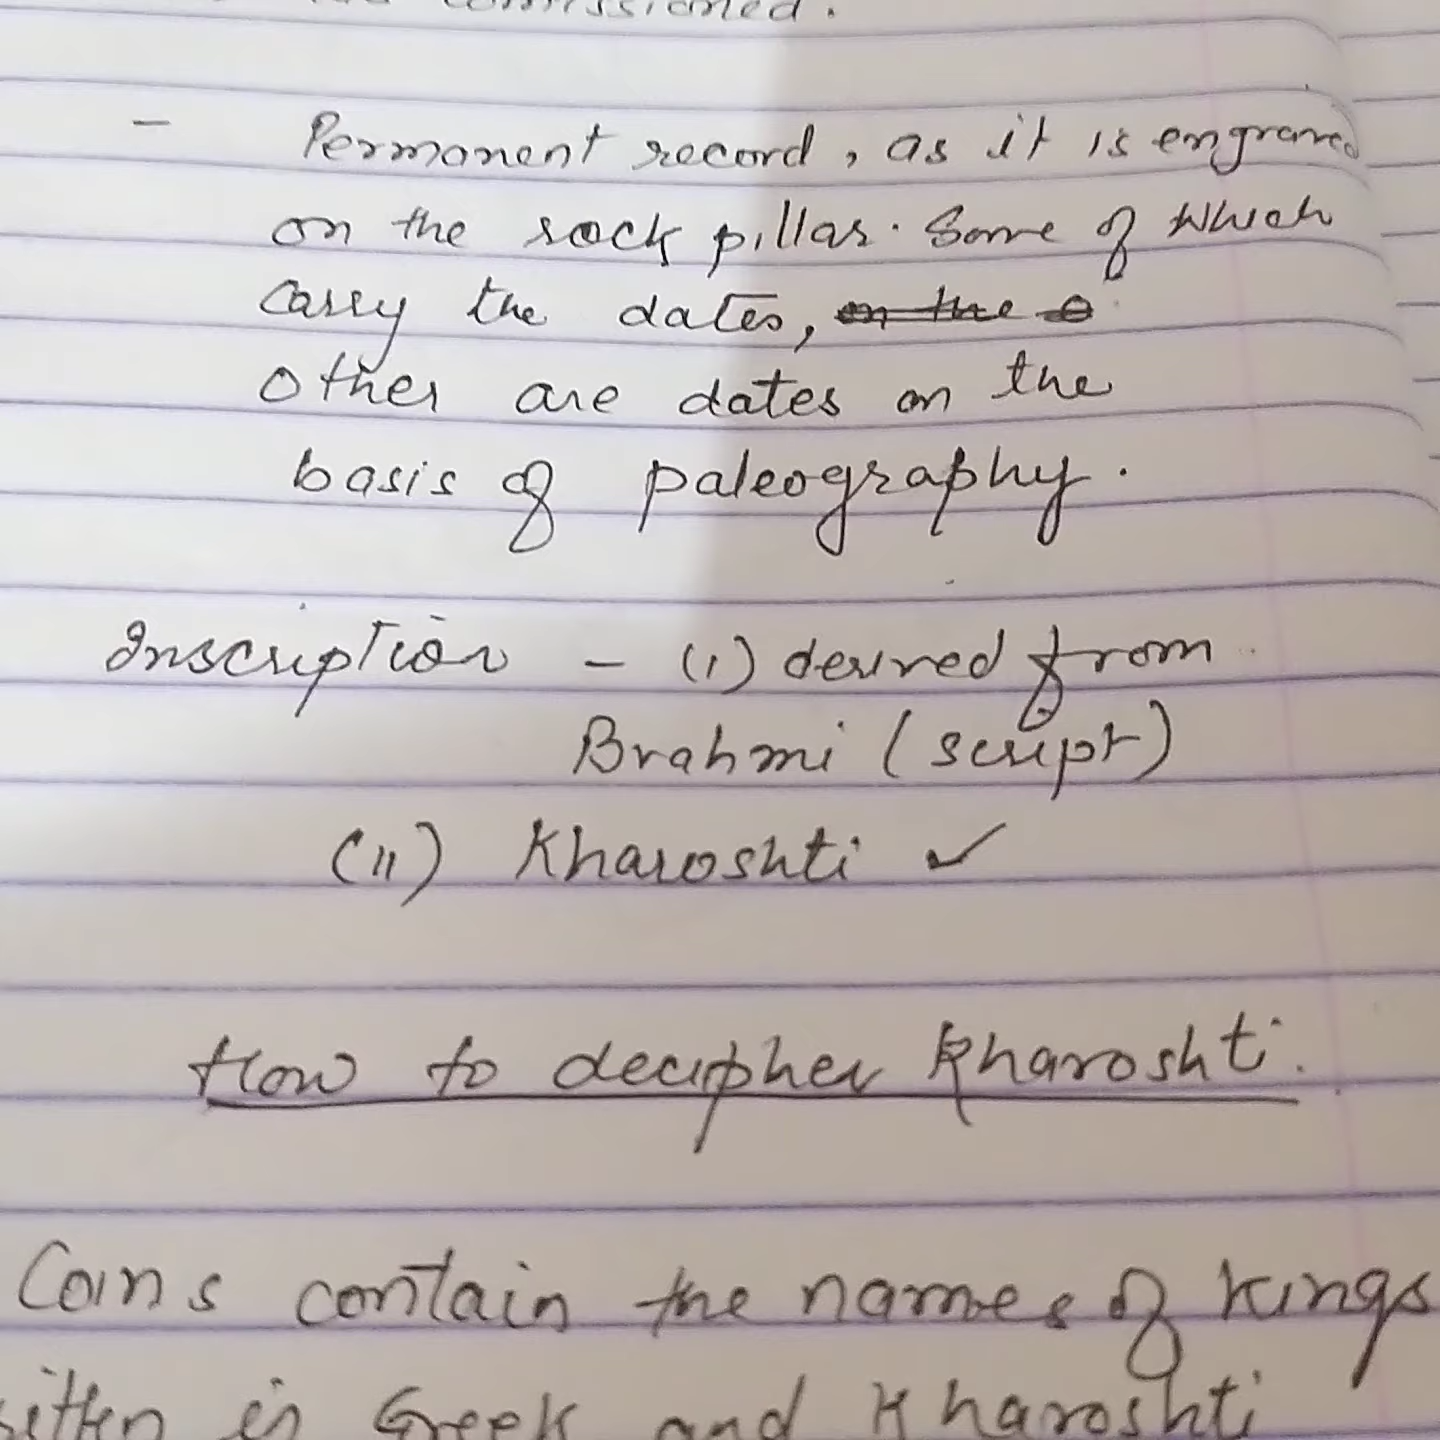 commissioned.
- Permanent record, as it is engraved
on the rock pillar. Some of which
carry the dates, on the o
other are dates on the
basis of paleography.
Inscription - (i) derived from
Brahmi (script)
(ii) Kharoshti ✓
How to decipher Kharoshti.
Coins contain the names of kings
in Greek and Kharoshti